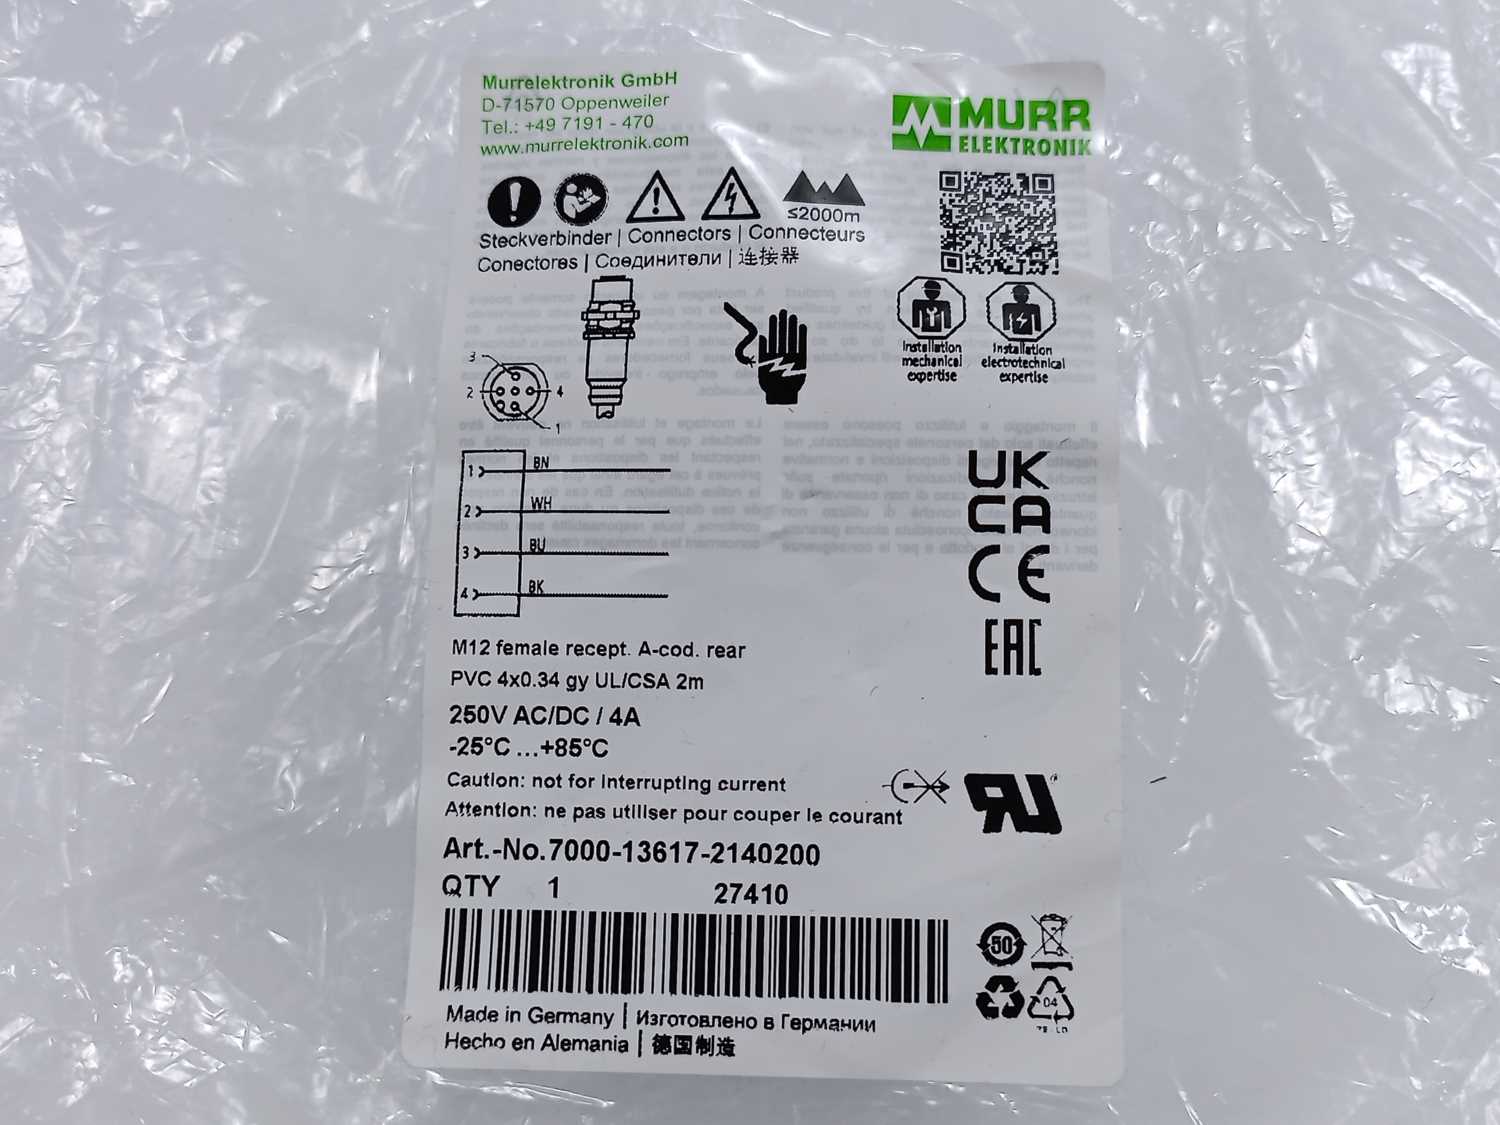 Murrelektronik GmbH
D-71570 Oppenweiler
Tel.: +49 7191 - 470
www.murrelektronik.com
MURR
ELEKTRONIK
≤2000m
Steckverbinder | Connectors | Connecteurs
Conectores | Соединители | 连接器
Installation
mechanical
expertise
Installation
electrotechnical
expertise
3
2
4
1
1 BN
2 WH
3 BU
4 BK
UK
CA
CE
EAC
M12 female recept. A-cod. rear
PVC 4x0.34 gy UL/CSA 2m
250V AC/DC / 4A
-25°C ...+85°C
Caution: not for interrupting current
Attention: ne pas utiliser pour couper le courant
Art.-No.7000-13617-2140200
QTY 1 27410
50
04
Made in Germany | Изготовлено в Германии
Hecho en Alemania | 德国制造